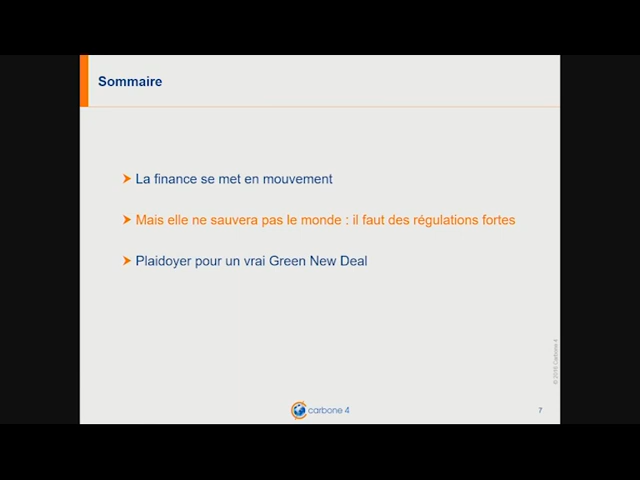 Sommaire
La finance se met en mouvement
Mais elle ne sauvera pas le monde : il faut des régulations fortes
Plaidoyer pour un vrai Green New Deal
carbone 4
7